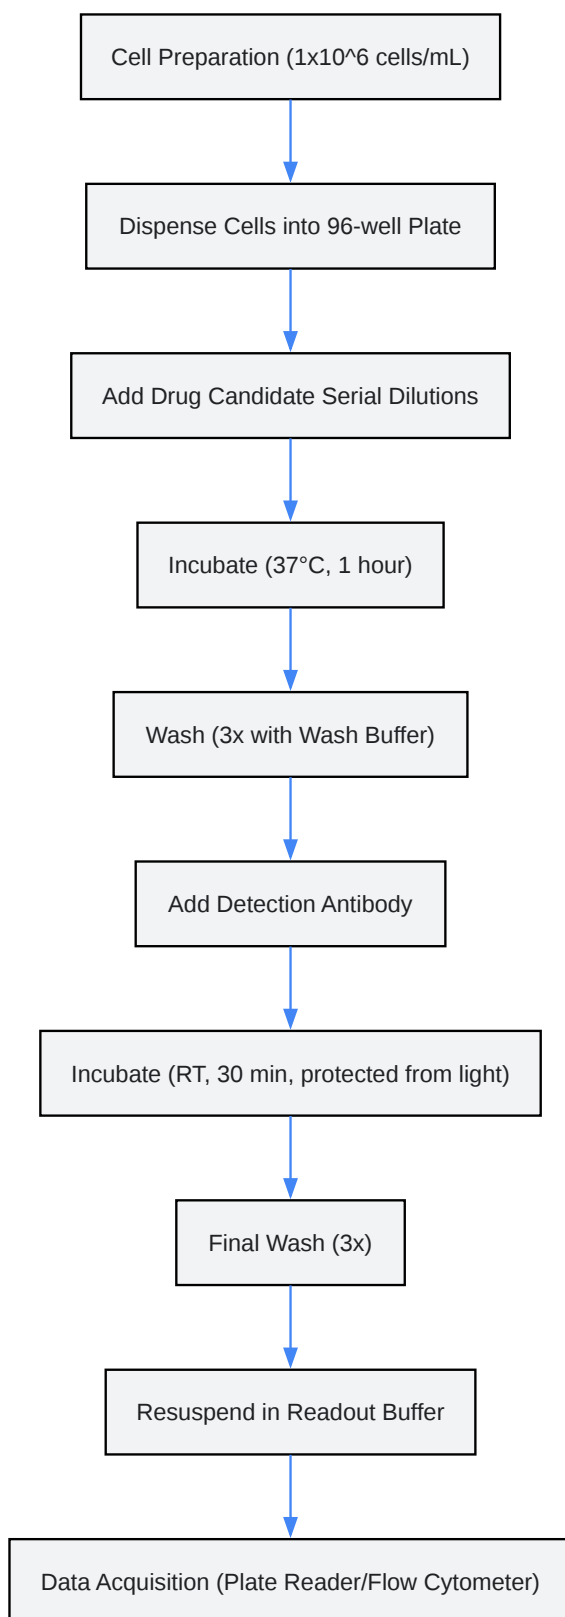 Cell Preparation (1x10^6 cells/mL)
Dispense Cells into 96-well Plate
Add Drug Candidate Serial Dilutions
Incubate (37°C, 1 hour)
Wash (3x with Wash Buffer)
Add Detection Antibody
Incubate (RT, 30 min, protected from light)
Final Wash (3x)
Resuspend in Readout Buffer
Data Acquisition (Plate Reader/Flow Cytometer)